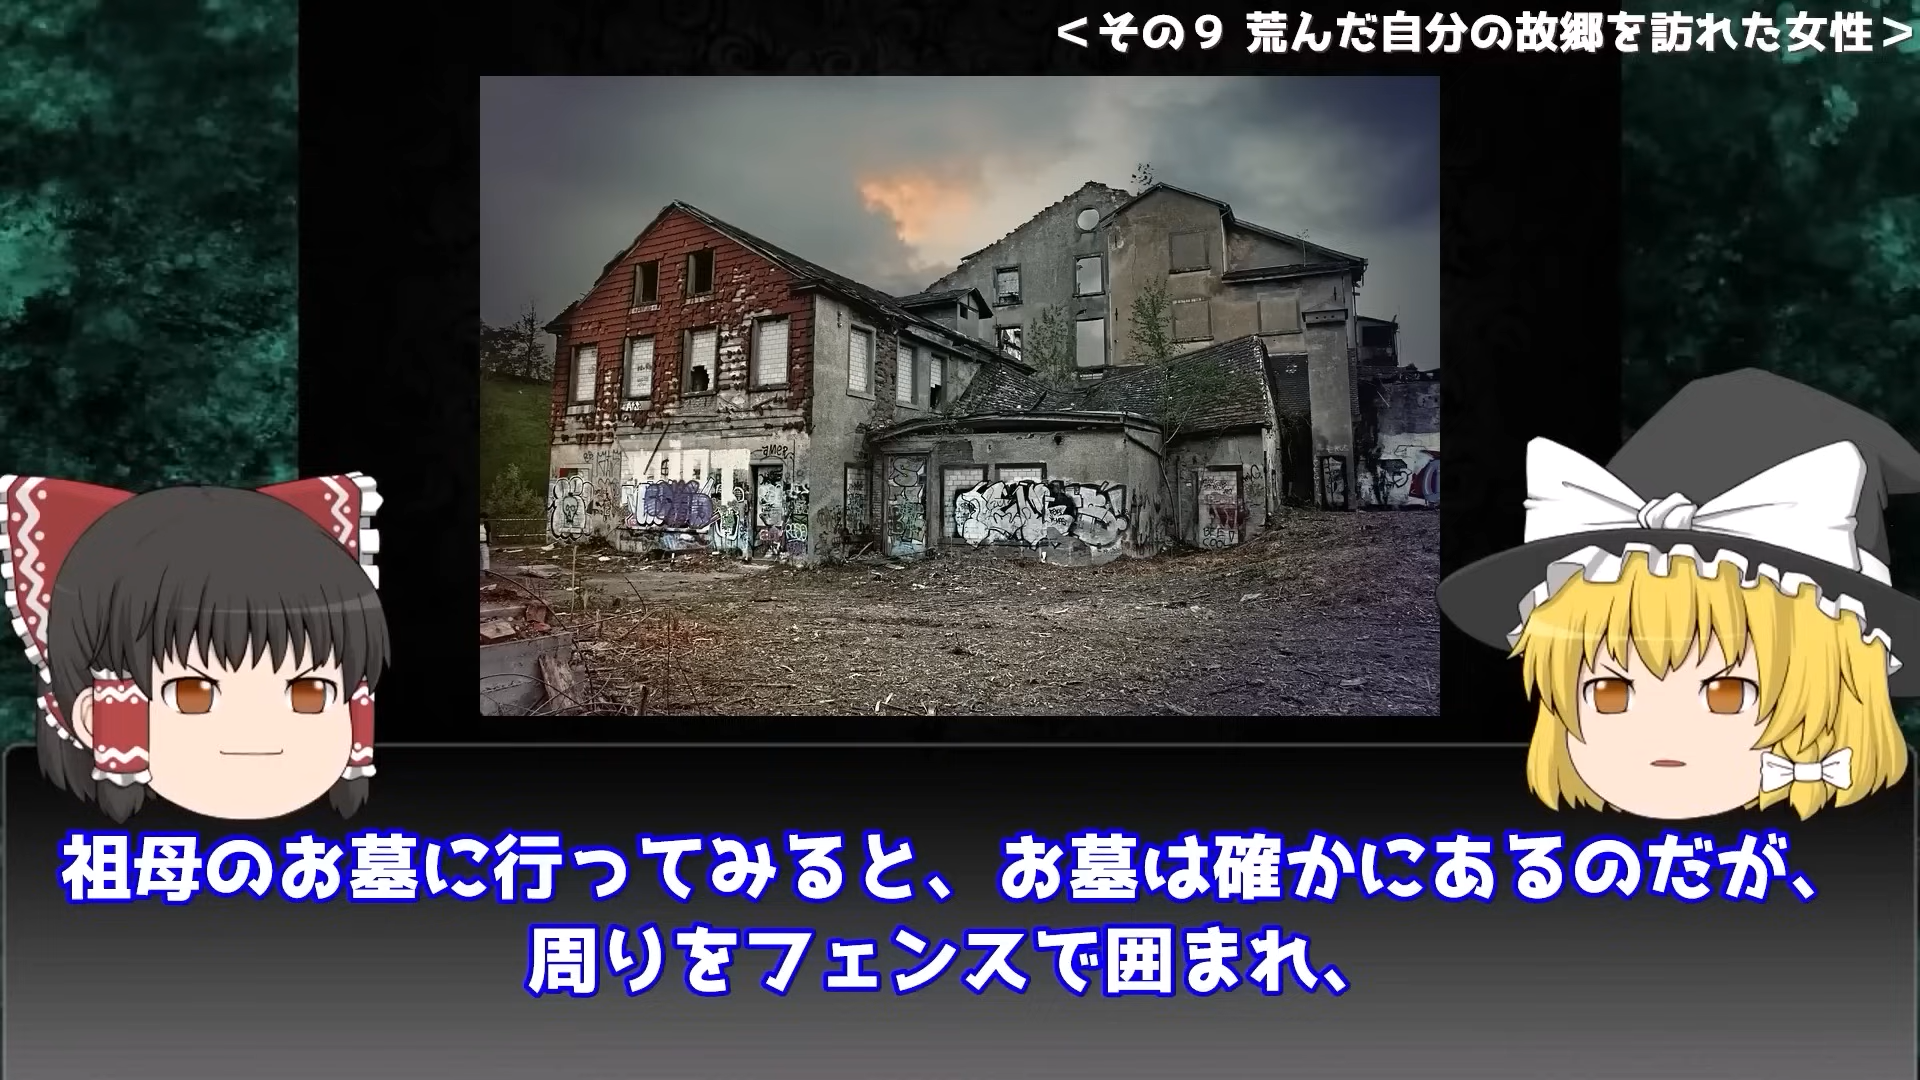 ＜その９ 荒んだ自分の故郷を訪れた女性＞
祖母のお墓に行ってみると、お墓は確かにあるのだが、
周りをフェンスで囲まれ、